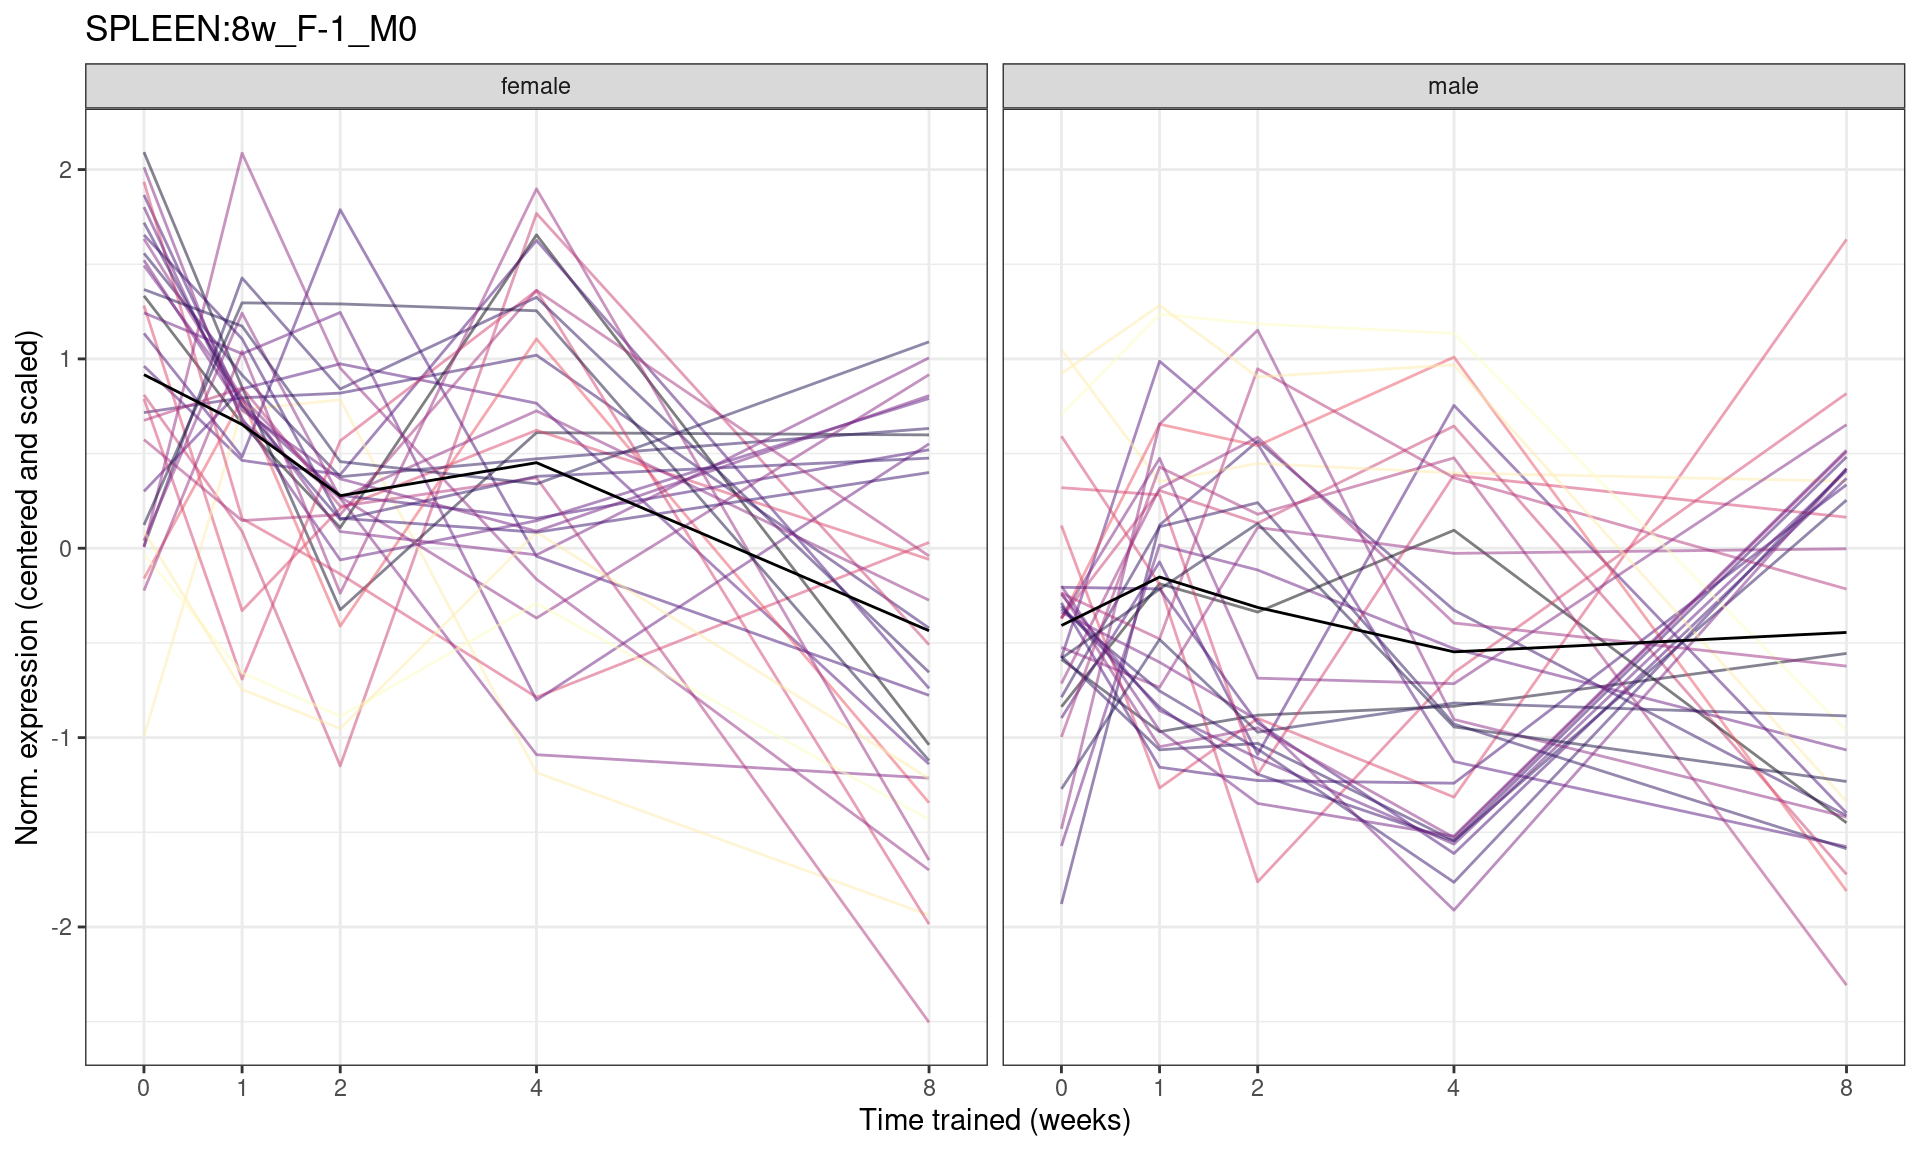 SPLEEN:8w_F-1_M0
female
male
Norm. expression (centered and scaled)
2
1
0
-1
-2
0 1 2 4 8
0 1 2 4 8
Time trained (weeks)